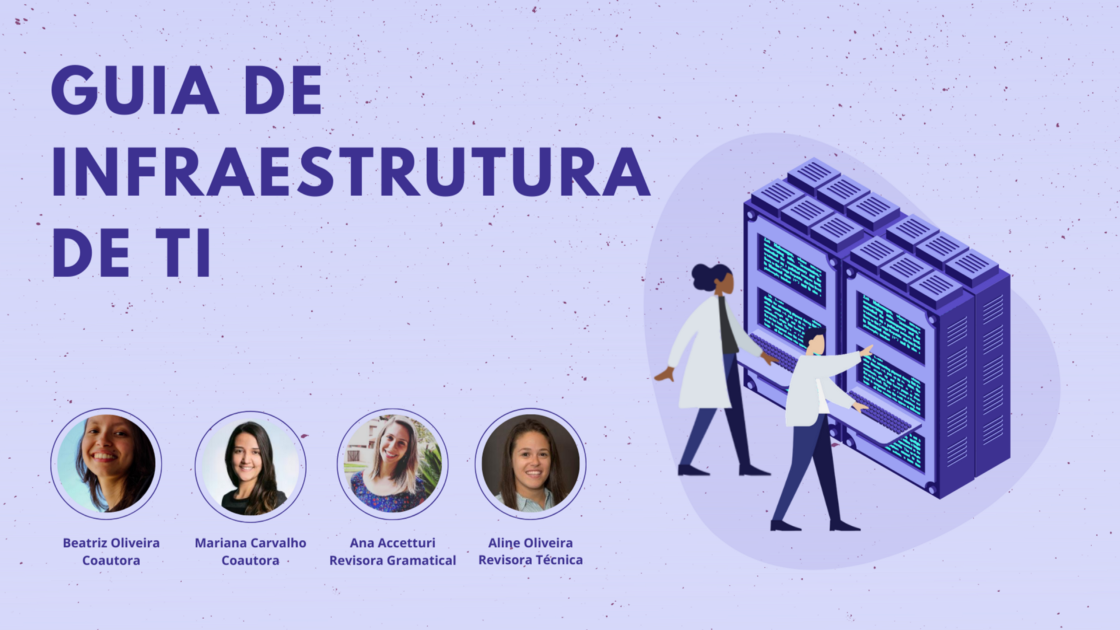 GUIA DE
INFRAESTRUTURA
DE TI
Beatriz Oliveira
Coautora
Mariana Carvalho
Coautora
Ana Accetturi
Revisora Gramatical
Aline Oliveira
Revisora Técnica